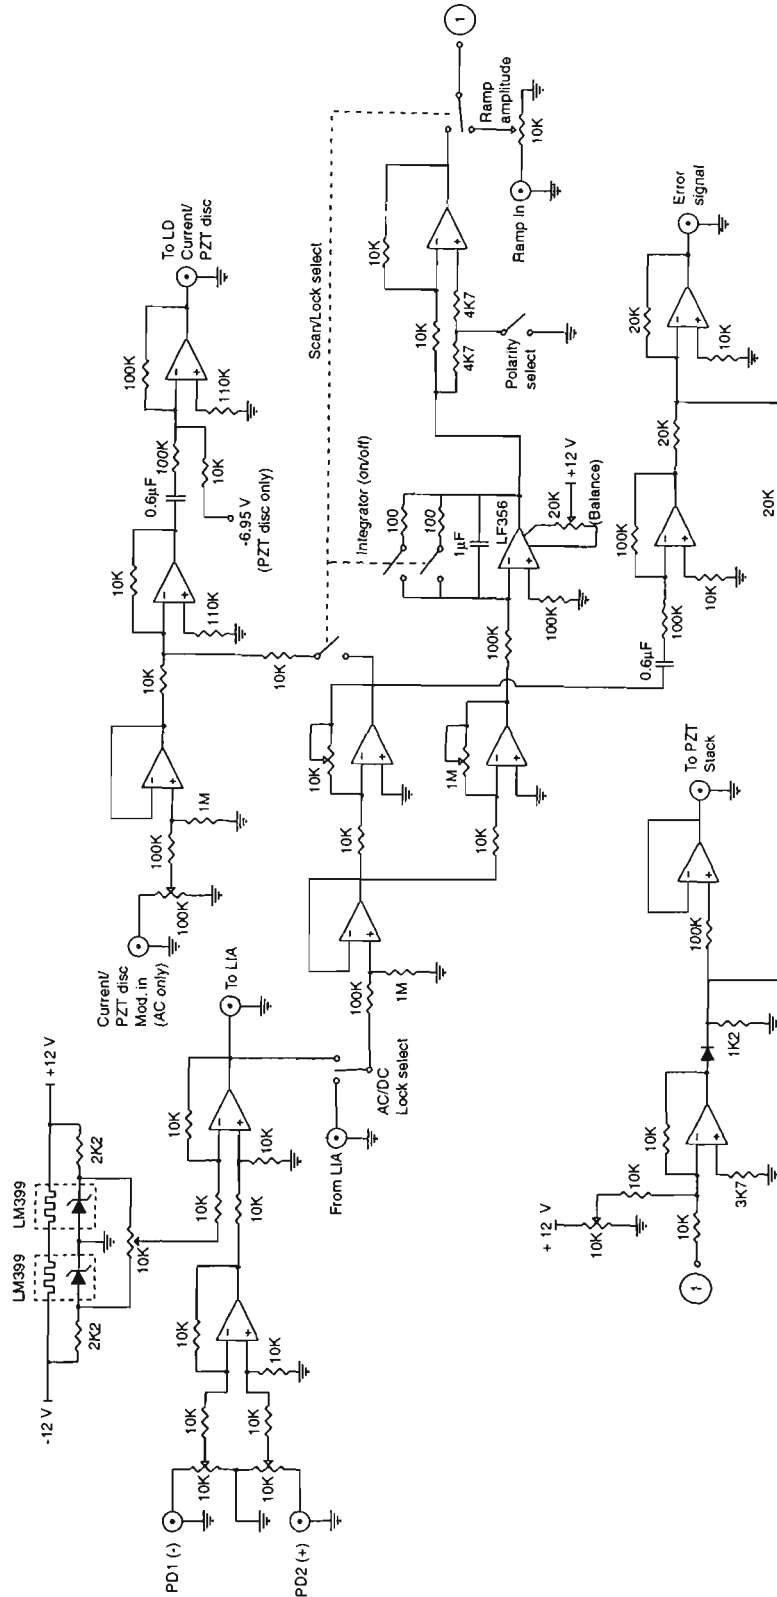 LM399
LM399
-12 V
+12 V
2K2
2K2
10K
Current/
PZT disc
Mod. in
(AC only)
100K
100K
1M
10K
10K
110K
0.6µF
100K
10K
-6.95 V
(PZT disc only)
100K
110K
To LD
Current/
PZT disc
PD1 (-)
PD2 (+)
10K
10K
10K
10K
10K
10K
10K
10K
10K
10K
To LIA
From LIA
AC/DC
Lock select
100K
1M
10K
10K
10K
1M
10K
Scan/Lock select
Integrator (on/off)
100
100
1µF
LF356
100K
100K
20K
+12 V
(Balance)
10K
10K
4K7
4K7
Polarity
select
Ramp
amplitude
10K
Ramp In
1
0.6µF
100K
100K
10K
20K
20K
10K
Error
signal
+ 12 V
10K
10K
10K
10K
3K7
1
1K2
100K
To PZT
Stack
20K